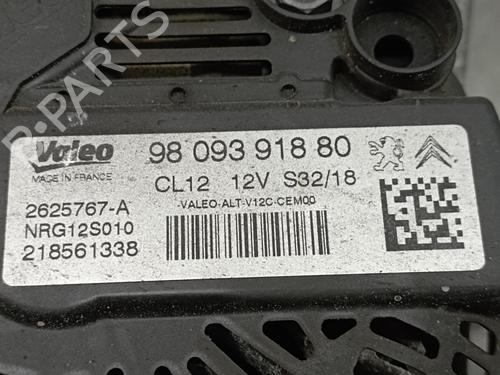 Valeo
MADE IN FRANCE
98 093 918 80
CL12 12V S32/18
VALEO-ALT-V12C-CEM00
2625767-A
NRG12S010
218561338
B-PARTS